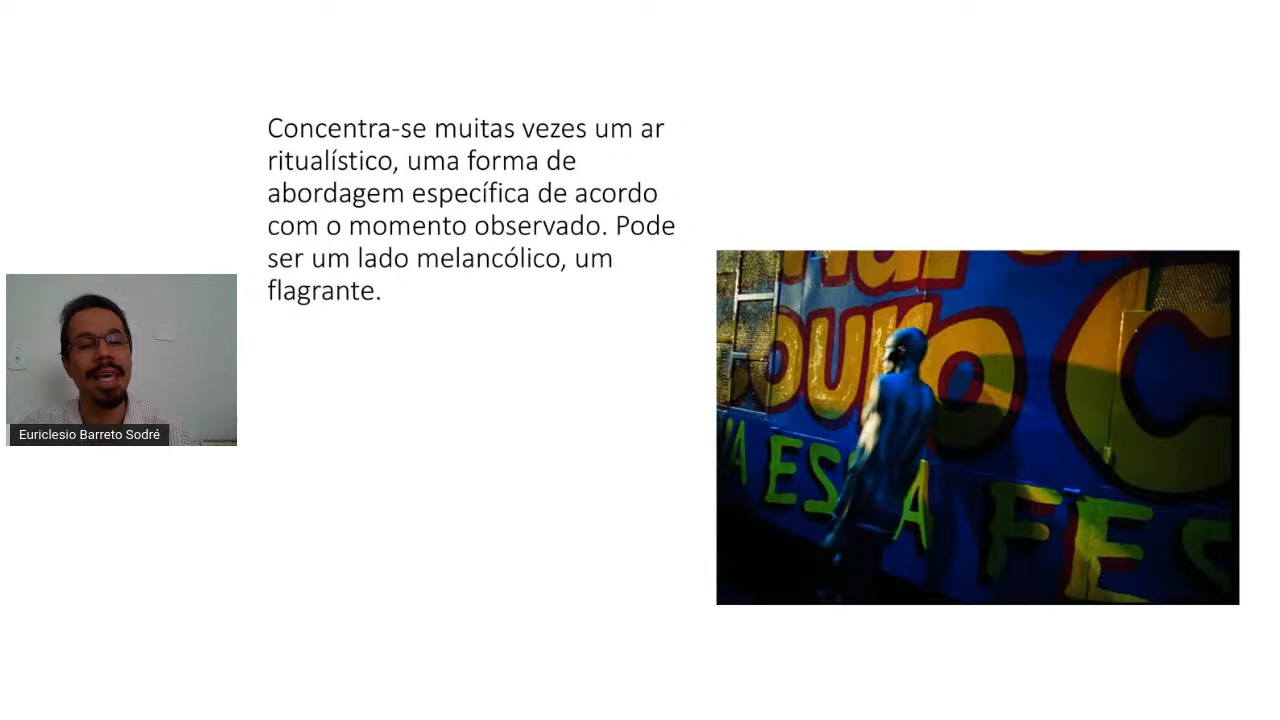 Concentra-se muitas vezes um ar
ritualístico, uma forma de
abordagem específica de acordo
com o momento observado. Pode
ser um lado melancólico, um
flagrante.
Euriclesio Barreto Sodré
OURO C
ESSA FES